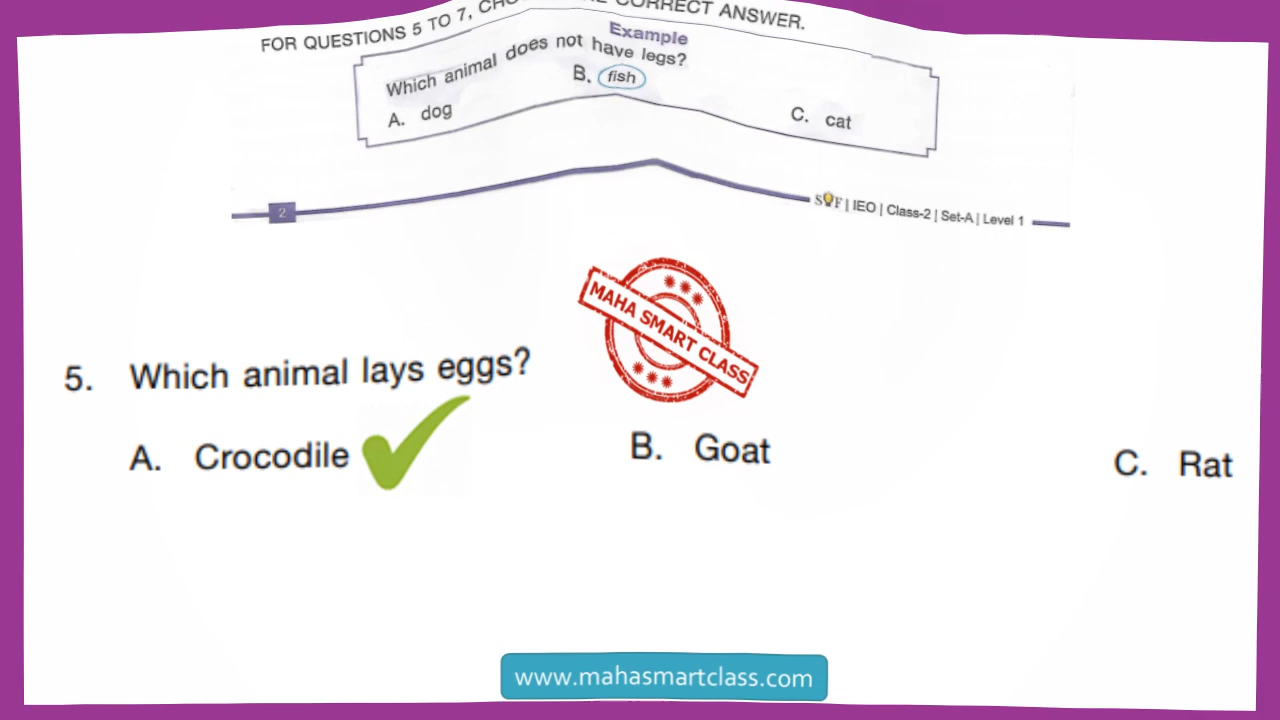 FOR QUESTIONS 5 TO 7, CORRECT ANSWER.
Example
Which animal does not have legs?
A. dog B. fish C. cat
2 SOF | IEO | Class-2 | Set-A | Level 1
MAHA SMART CLASS
5. Which animal lays eggs?
A. Crocodile B. Goat C. Rat
www.mahasmartclass.com